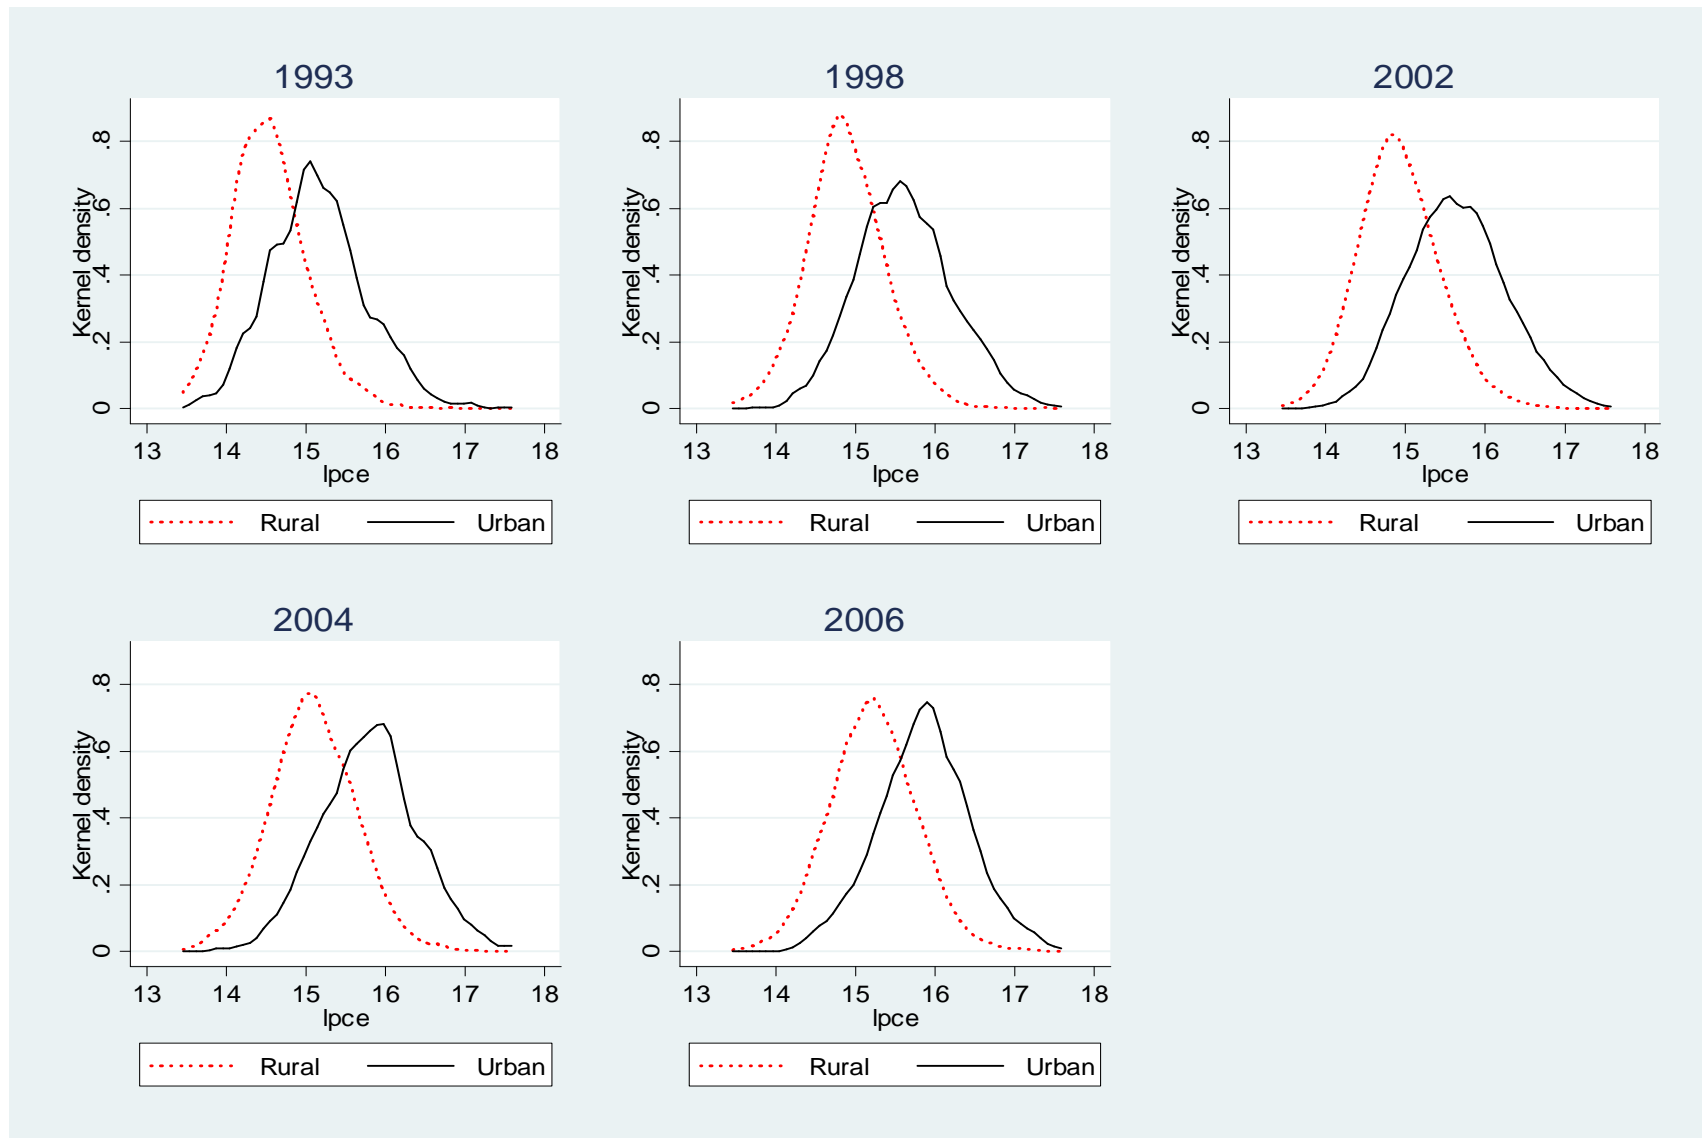 1993
Kernel density
0 .2 .4 .6 .8
13 14 15 16 17 18
lpce
Rural Urban
1998
Kernel density
0 .2 .4 .6 .8
13 14 15 16 17 18
lpce
Rural Urban
2002
Kernel density
0 .2 .4 .6 .8
13 14 15 16 17 18
lpce
Rural Urban
2004
Kernel density
0 .2 .4 .6 .8
13 14 15 16 17 18
lpce
Rural Urban
2006
Kernel density
0 .2 .4 .6 .8
13 14 15 16 17 18
lpce
Rural Urban